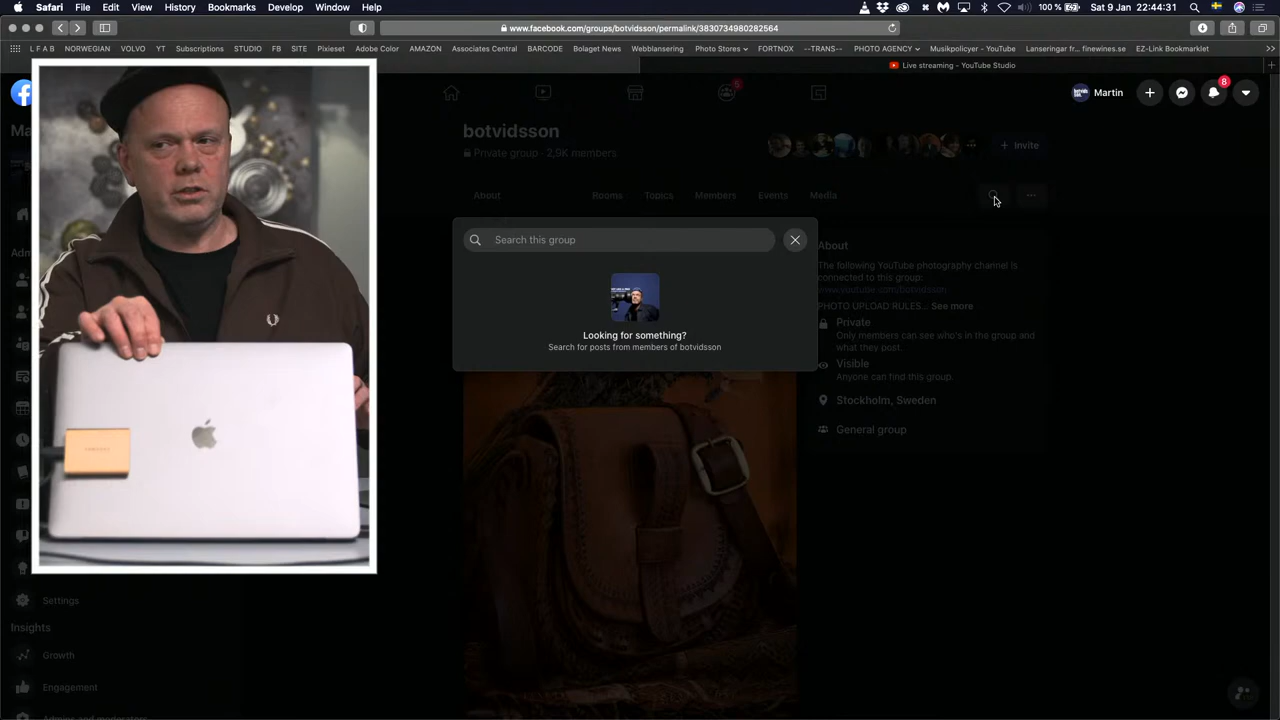 Safari File Edit View History Bookmarks Develop Window Help 100 % Sat 9 Jan 22:44:31
www.facebook.com/groups/botvidsson/permalink/3830734980282564
L F A B NORWEGIAN VOLVO YT Subscriptions STUDIO FB SITE Pixieset Adobe Color AMAZON Associates Central BARCODE Bolaget News Webblansering Photo Stores FORTNOX --TRANS-- PHOTO AGENCY Musikpolicyer - YouTube Lanseringar fr... finewines.se EZ-Link Bookmarklet
Live streaming - YouTube Studio
5
Martin
8
botvidsson
Private group · 2,9K members
Invite
About Rooms Topics Members Events Media
Search this group
Looking for something?
Search for posts from members of botvidsson
About
The following YouTube photography channel is
connected to this group:
www.youtube.com/botvidsson
PHOTO UPLOAD RULES... See more
Private
Only members can see who's in the group and
what they post.
Visible
Anyone can find this group.
Stockholm, Sweden
General group
Settings
Insights
Growth
Engagement
Admins and moderators